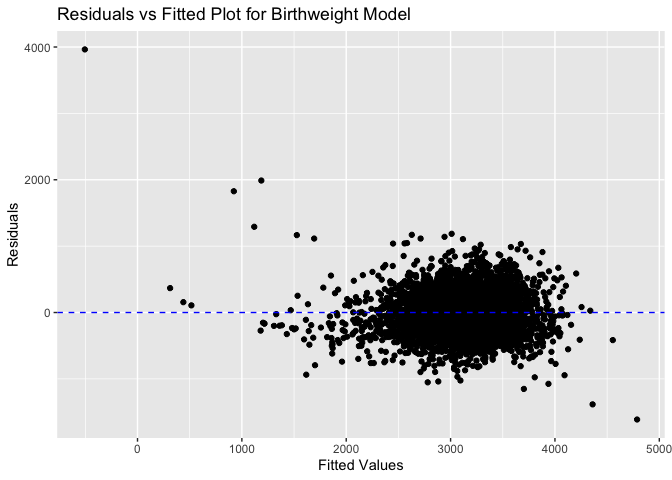 Residuals vs Fitted Plot for Birthweight Model
4000
2000
0
Residuals
0 1000 2000 3000 4000 5000
Fitted Values